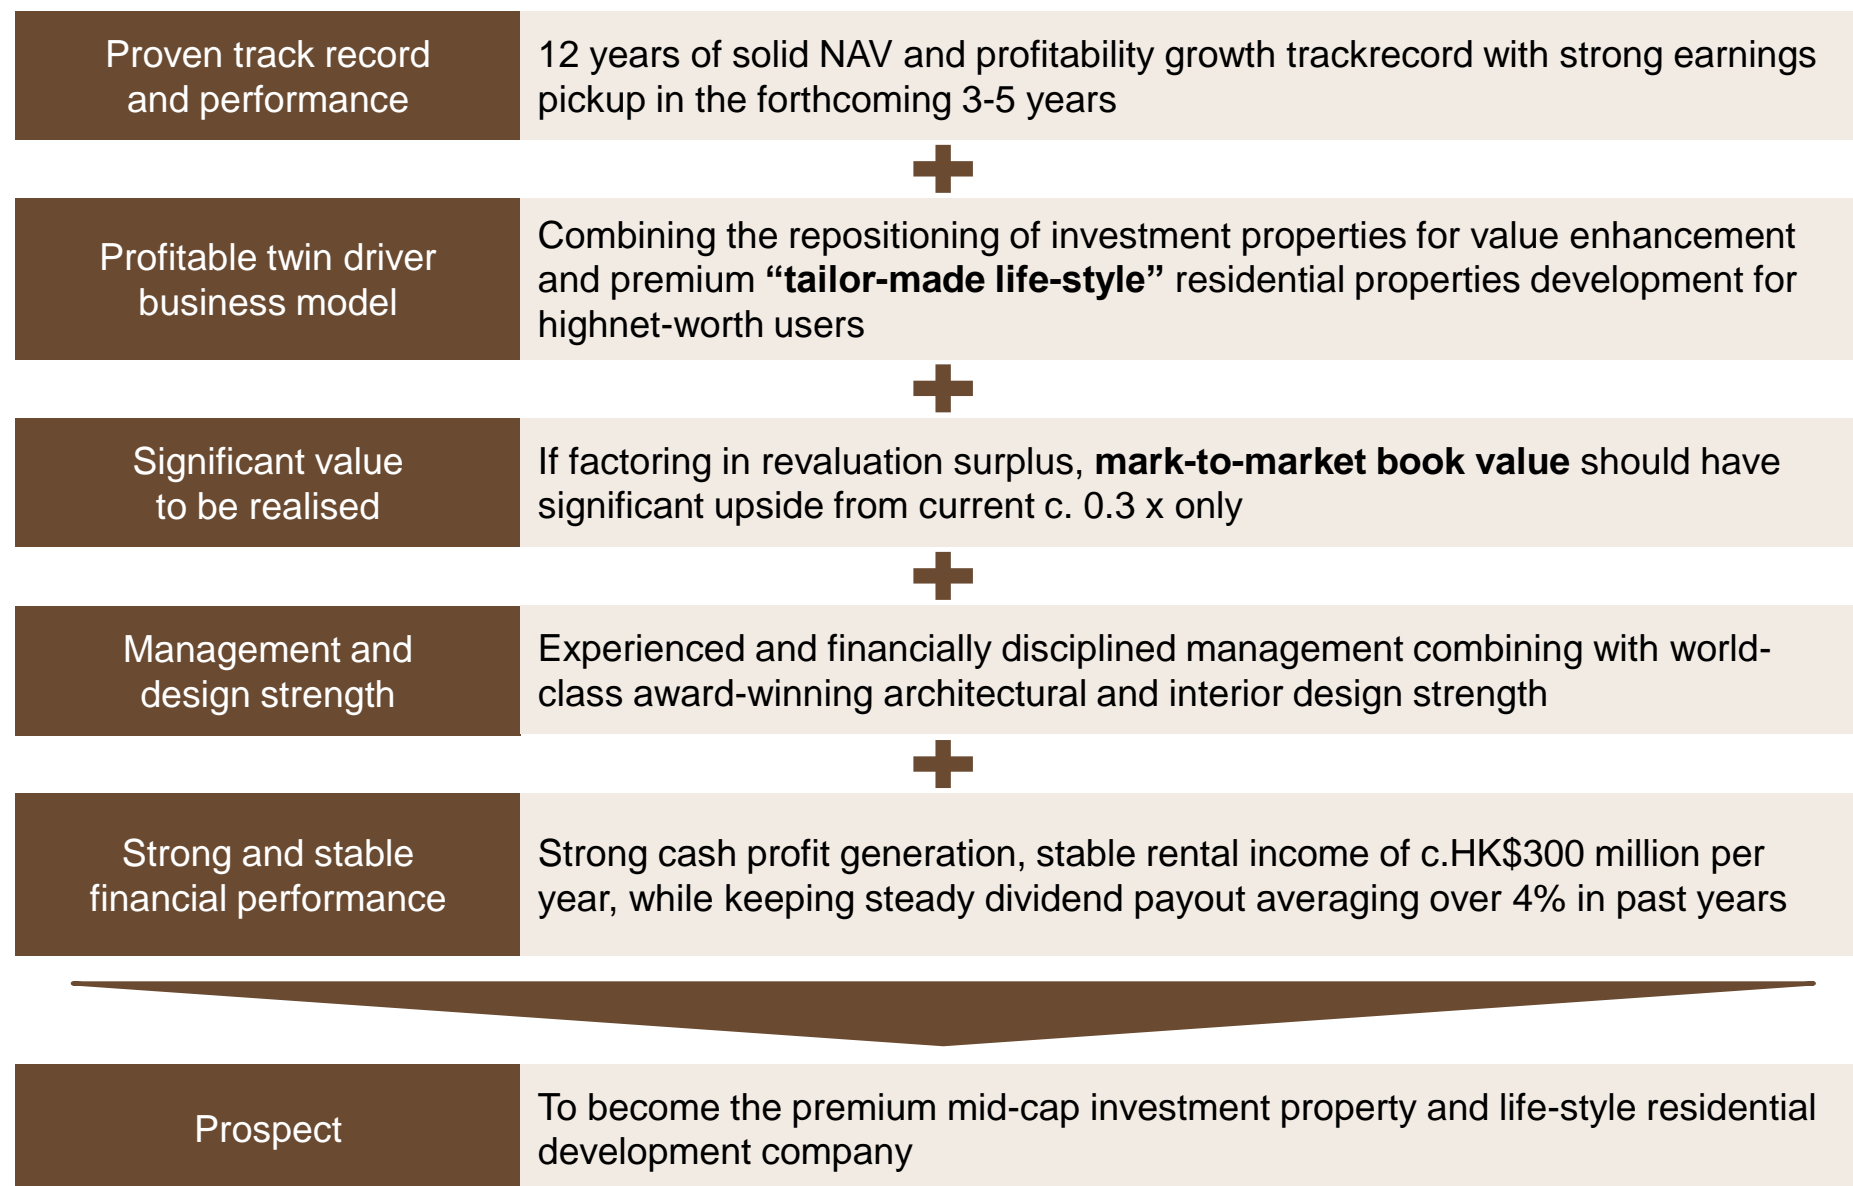 Proven track record
and performance
12 years of solid NAV and profitability growth trackrecord with strong earnings
pickup in the forthcoming 3-5 years
Profitable twin driver
business model
Combining the repositioning of investment properties for value enhancement
and premium “tailor-made life-style” residential properties development for
highnet-worth users
Significant value
to be realised
If factoring in revaluation surplus, mark-to-market book value should have
significant upside from current c. 0.3 x only
Management and
design strength
Experienced and financially disciplined management combining with world-
class award-winning architectural and interior design strength
Strong and stable
financial performance
Strong cash profit generation, stable rental income of c.HK$300 million per
year, while keeping steady dividend payout averaging over 4% in past years
Prospect
To become the premium mid-cap investment property and life-style residential
development company